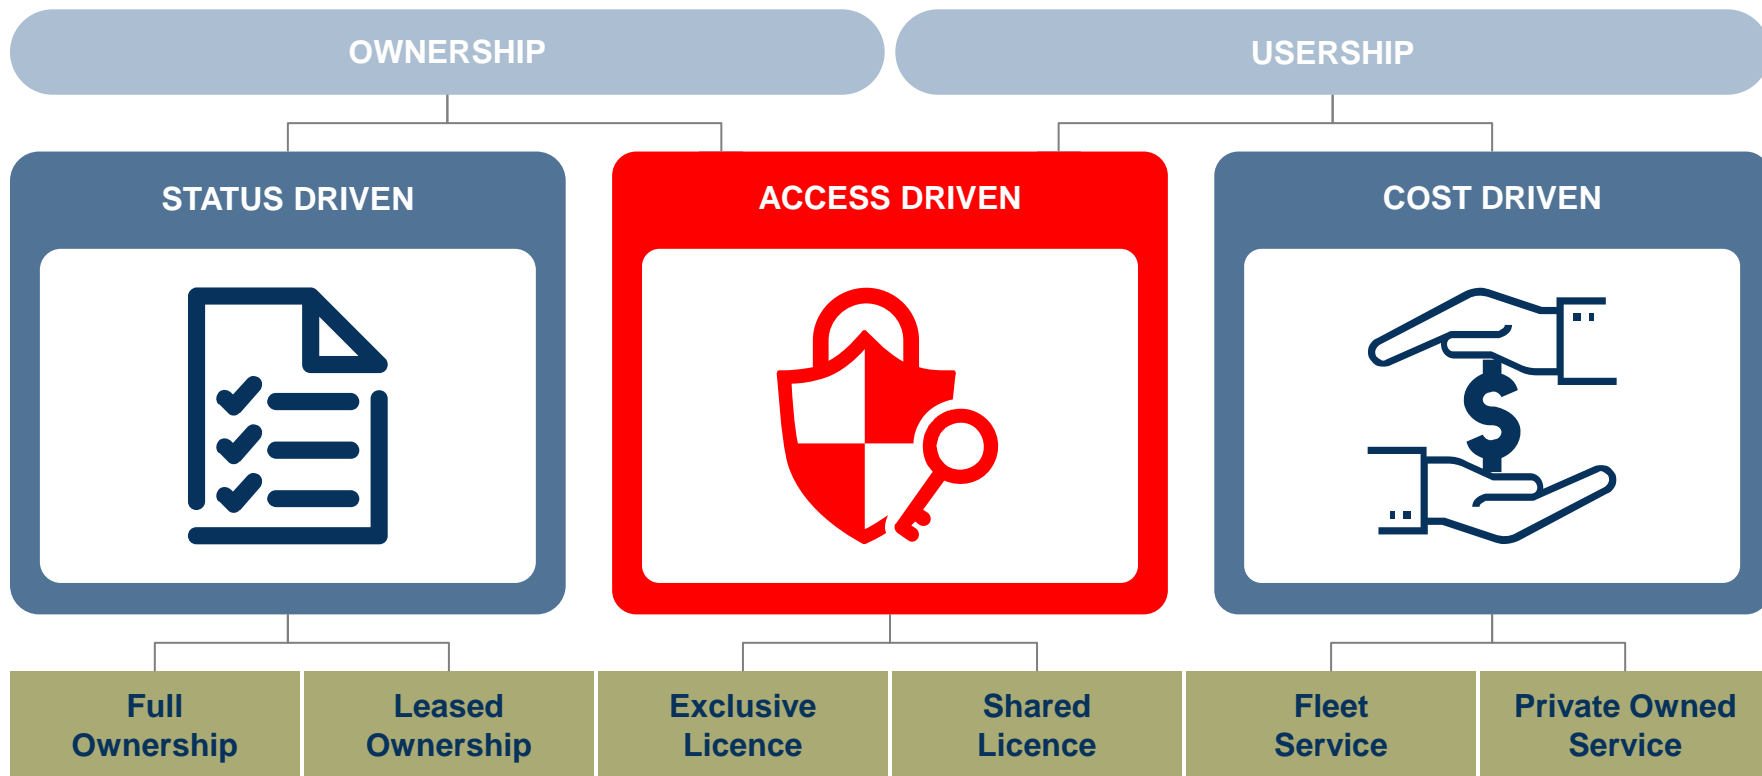 OWNERSHIP
USERSHIP
STATUS DRIVEN
ACCESS DRIVEN
COST DRIVEN
$
Full
Ownership
Leased
Ownership
Exclusive
Licence
Shared
Licence
Fleet
Service
Private Owned
Service